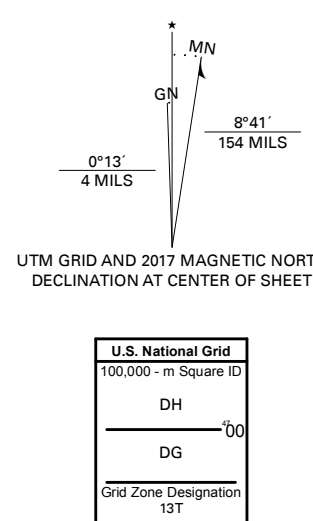 ★
MN
GN
8°41´
154 MILS
0°13´
4 MILS
UTM GRID AND 2017 MAGNETIC NORT
DECLINATION AT CENTER OF SHEET
U.S. National Grid
100,000 - m Square ID
DH
4700
DG
Grid Zone Designation
13T